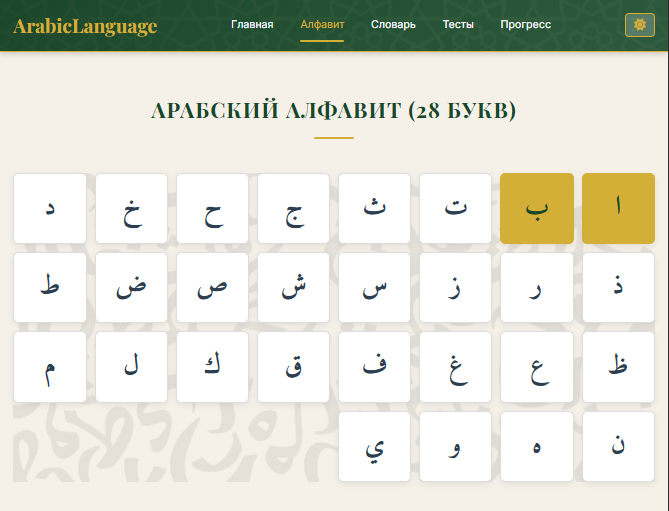 ArabicLanguage Главная Алфавит Словарь Тесты Прогресс
АРАБСКИЙ АЛФАВИТ (28 БУКВ)
ا ب ت ث ج ح خ د
ذ ر ز س ش ص ض ط
ظ ع غ ف ق ك ل م
ن ه و ي